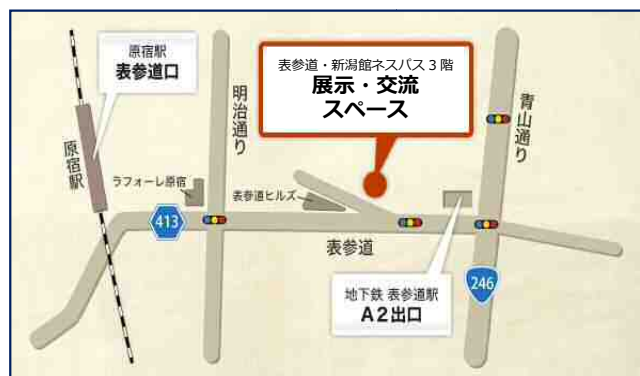 原宿駅
表参道口
表参道・新潟館ネスパス3階
展示・交流
スペース
明治通り
青山通り
原宿駅
ラフォーレ原宿
表参道ヒルズ
413
表参道
地下鉄 表参道駅
A2出口
246